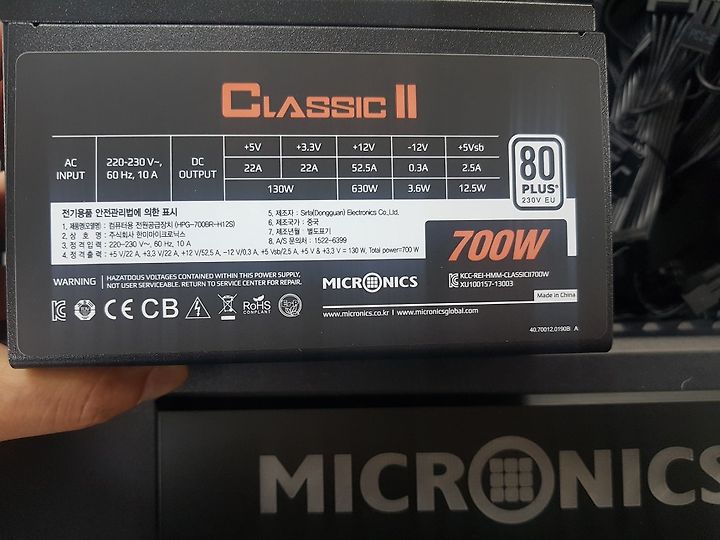 CLASSIC II
AC INPUT 220-230 V~, 60 Hz, 10 A DC OUTPUT +5V +3.3V +12V -12V +5Vsb
22A 22A 52.5A 0.3A 2.5A
130W 630W 3.6W 12.5W
80 PLUS 230V EU
전기용품 안전관리법에 의한 표시
1. 제품명(모델명) : 컴퓨터용 전원공급장치 (HPG-700BR-H12S)
2. 상 호 명 : 주식회사 한미마이크로닉스
3. 정격입력 : 220-230 V~, 60 Hz, 10 A
4. 정격출력 : +5 V/22 A, +3.3 V/22 A, +12 V/52.5 A, -12 V/0.3 A, +5 Vsb/2.5 A, +5 V & +3.3 V = 130 W, Total power=700 W
5. 제조자 : Sirfa(Dongguan) Electronics Co.,Ltd.
6. 제조국가 : 중국
7. 제조년월 : 별도표기
8. A/S 문의처 : 1522-6399
700W
WARNING HAZADTOUS VOLTAGES CONTAINED WITHIN THIS POWER SUPPLY,
NOT USER SERVICEABLE. RETURN TO SERVICE CENTER FOR REPAIR.
MICRONICS
KCC-REI-HMM-CLASSICII700W
XU100157-13003
Made in China
CE CB RoHS COMPLIANT
www.micronics.co.kr | www.micronicsglobal.com
40.70012.0190B A
MICRONICS